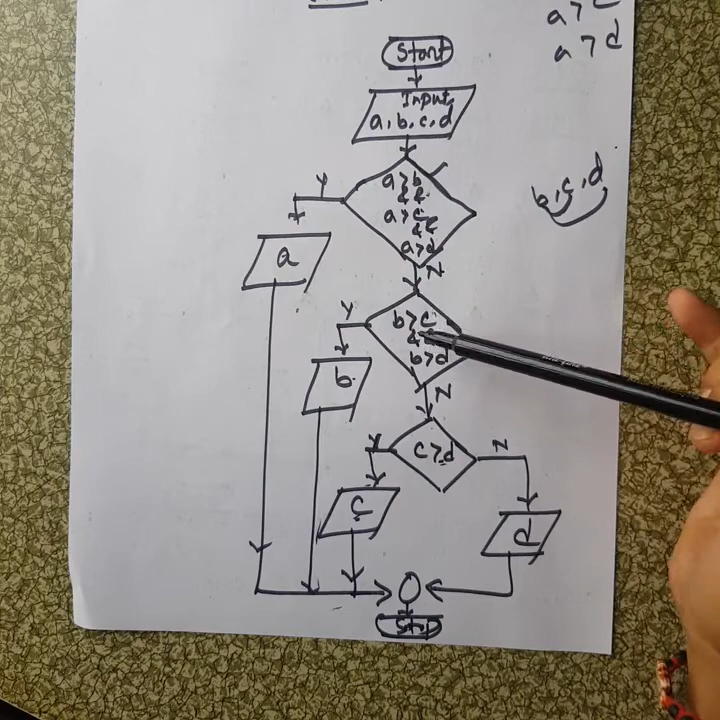 a > c
a > d
Start
Input
a, b, c, d
b, c, d
a > b
&&
a > c
&&
a > d
Y
N
a
b > c
&&
b > d
Y
N
b
c > d
Y
N
c
d
Stop